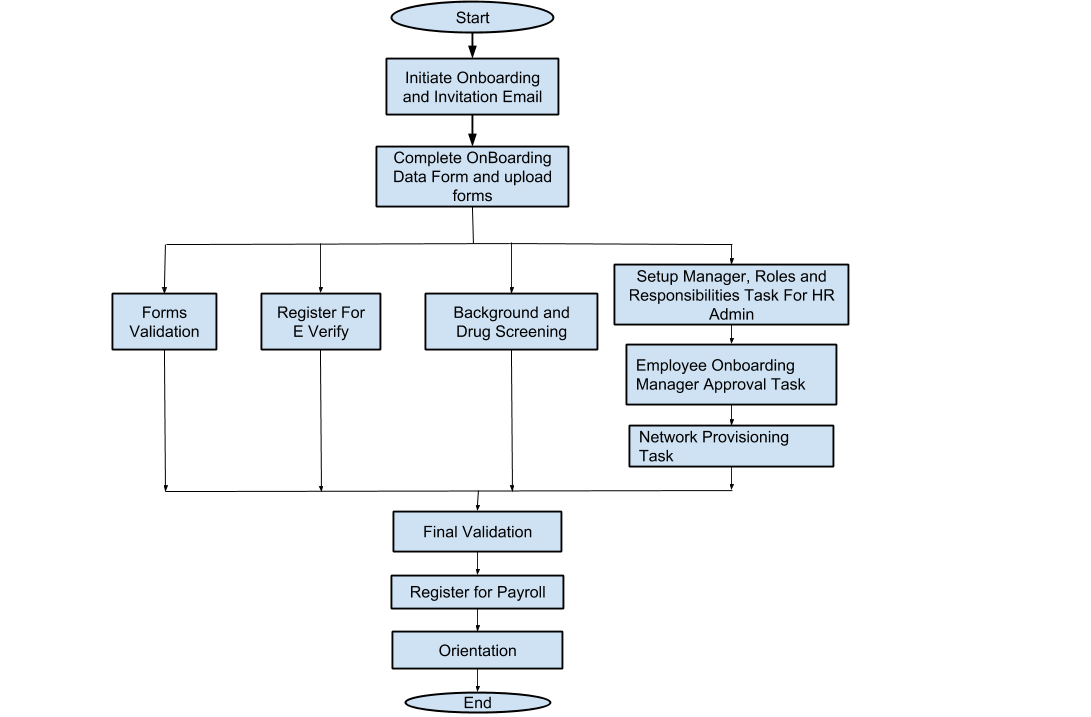 Start
Initiate Onboarding
and Invitation Email
Complete OnBoarding
Data Form and upload
forms
Forms
Validation
Register For
E Verify
Background and
Drug Screening
Setup Manager, Roles and
Responsibilities Task For HR
Admin
Employee Onboarding
Manager Approval Task
Network Provisioning
Task
Final Validation
Register for Payroll
Orientation
End